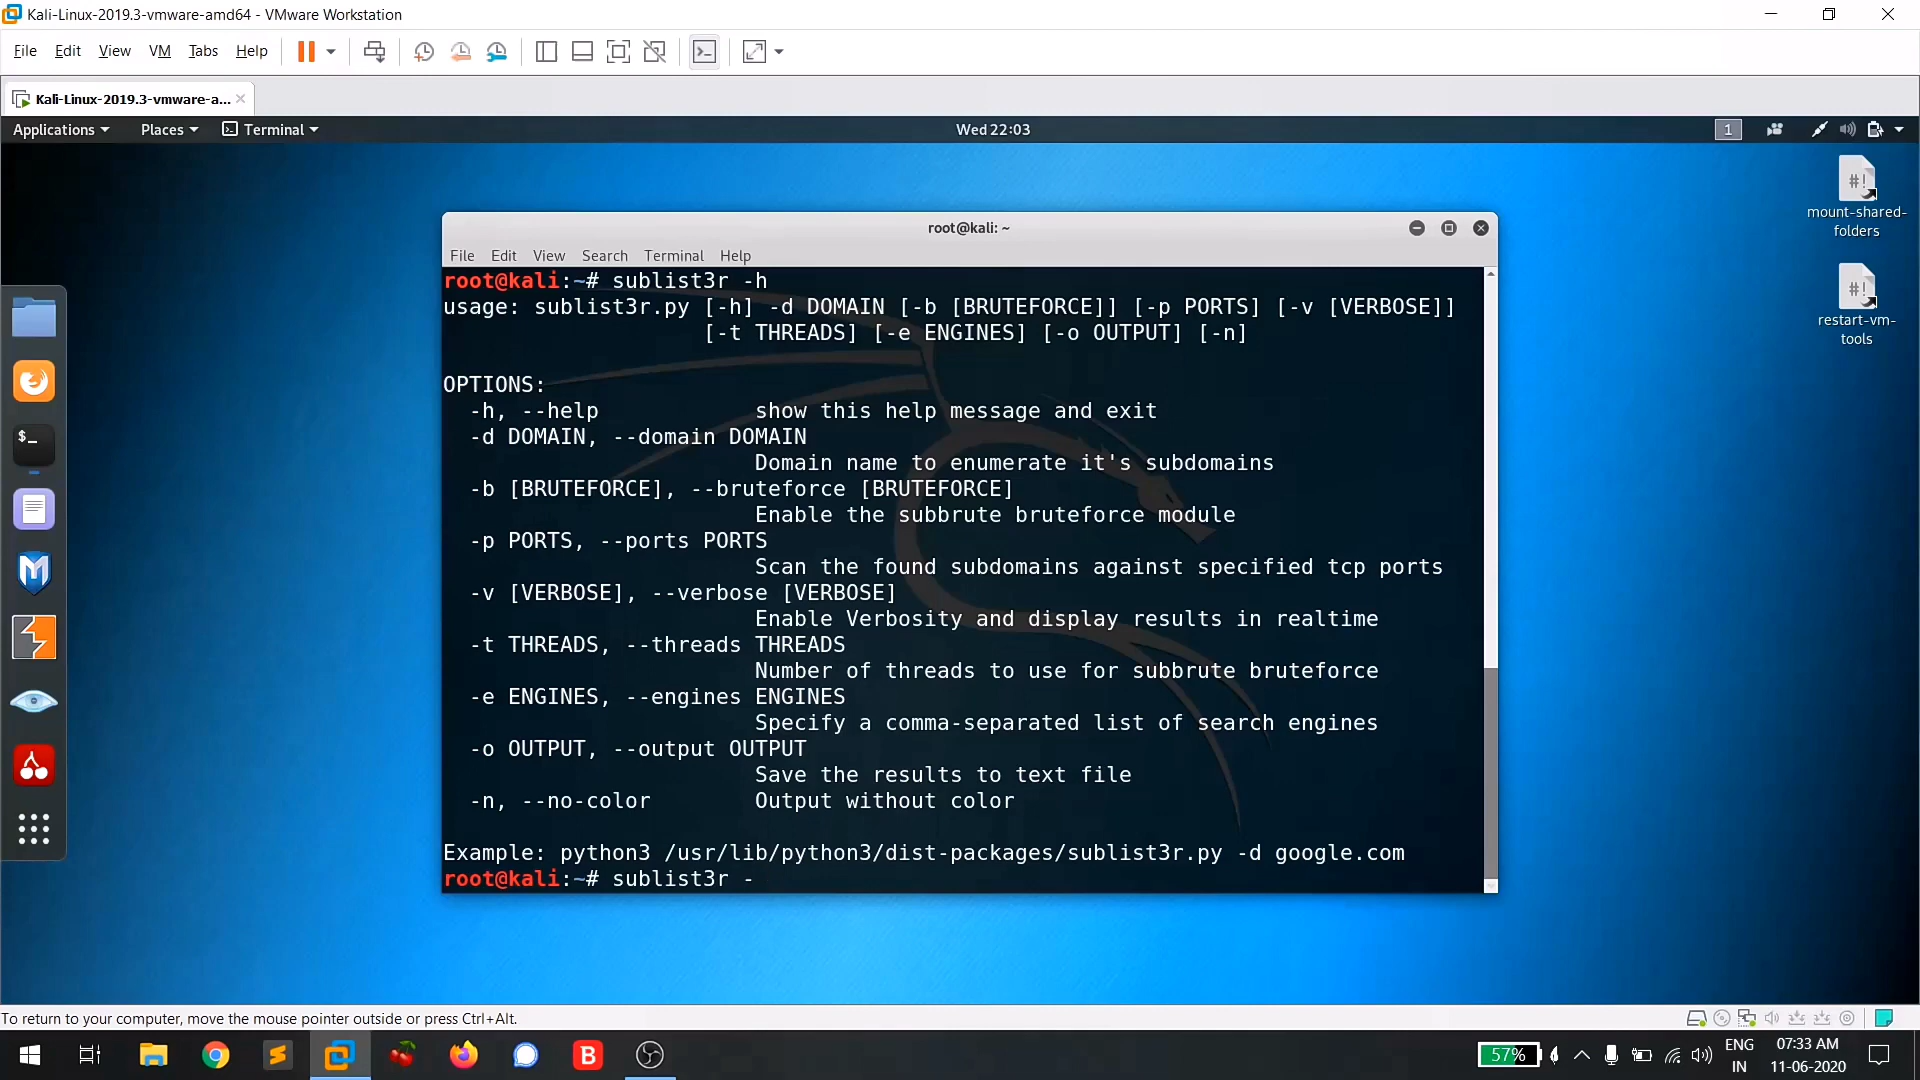 Kali-Linux-2019.3-vmware-amd64 - VMware Workstation
File Edit View VM Tabs Help
Kali-Linux-2019.3-vmware-a...
Applications Places Terminal Wed 22:03 1
mount-shared-
folders
restart-vm-
tools
root@kali: ~
File Edit View Search Terminal Help
root@kali:~# sublist3r -h
usage: sublist3r.py [-h] -d DOMAIN [-b [BRUTEFORCE]] [-p PORTS] [-v [VERBOSE]]
[-t THREADS] [-e ENGINES] [-o OUTPUT] [-n]
OPTIONS:
-h, --help show this help message and exit
-d DOMAIN, --domain DOMAIN
Domain name to enumerate it's subdomains
-b [BRUTEFORCE], --bruteforce [BRUTEFORCE]
Enable the subbrute bruteforce module
-p PORTS, --ports PORTS
Scan the found subdomains against specified tcp ports
-v [VERBOSE], --verbose [VERBOSE]
Enable Verbosity and display results in realtime
-t THREADS, --threads THREADS
Number of threads to use for subbrute bruteforce
-e ENGINES, --engines ENGINES
Specify a comma-separated list of search engines
-o OUTPUT, --output OUTPUT
Save the results to text file
-n, --no-color Output without color
Example: python3 /usr/lib/python3/dist-packages/sublist3r.py -d google.com
root@kali:~# sublist3r -
To return to your computer, move the mouse pointer outside or press Ctrl+Alt.
57% ENG 07:33 AM
IN 11-06-2020